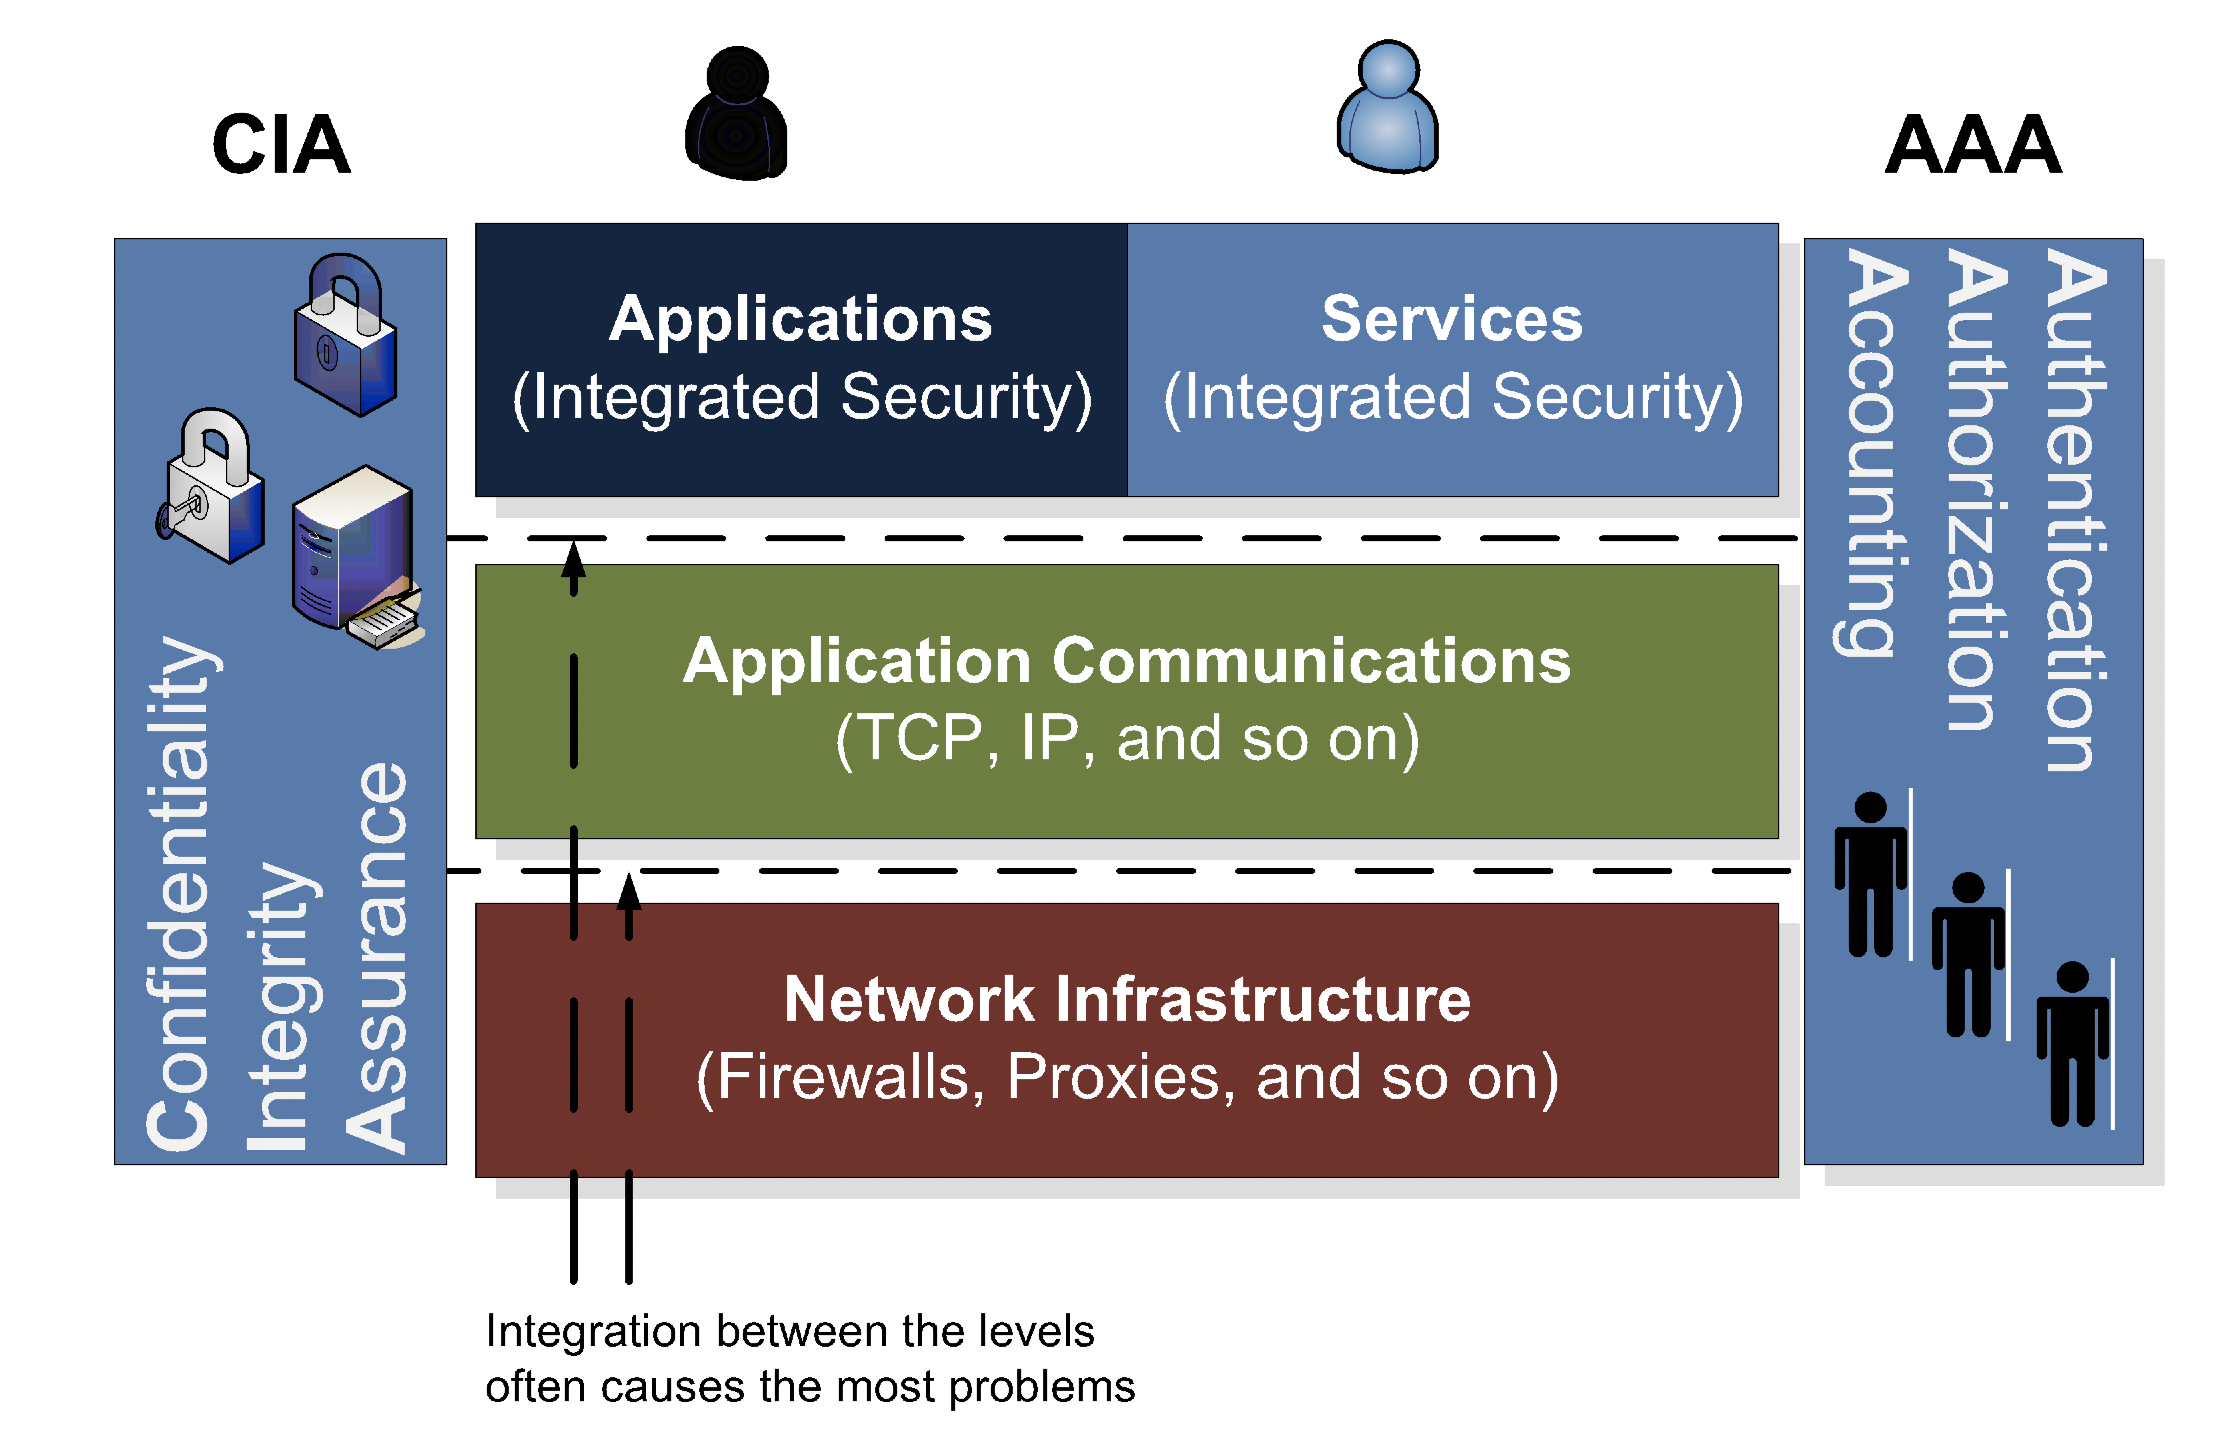 CIA
AAA
Confidentiality
Integrity
Assurance
Applications
(Integrated Security)
Services
(Integrated Security)
Application Communications
(TCP, IP, and so on)
Network Infrastructure
(Firewalls, Proxies, and so on)
Authentication
Authorization
Accounting
Integration between the levels
often causes the most problems